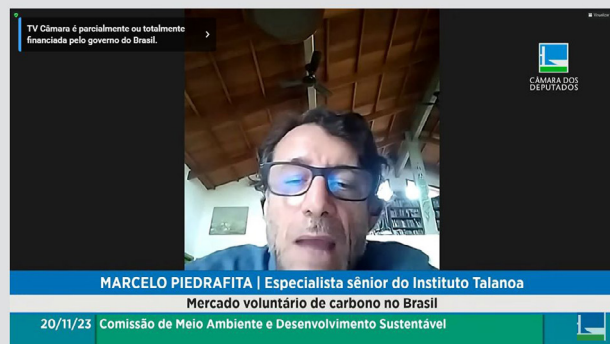 TV Câmara é parcialmente ou totalmente
financiada pelo governo do Brasil.
CÂMARA DOS
DEPUTADOS
MARCELO PIEDRAFITA | Especialista sênior do Instituto Talanoa
Mercado voluntário de carbono no Brasil
20/11/23 Comissão de Meio Ambiente e Desenvolvimento Sustentável